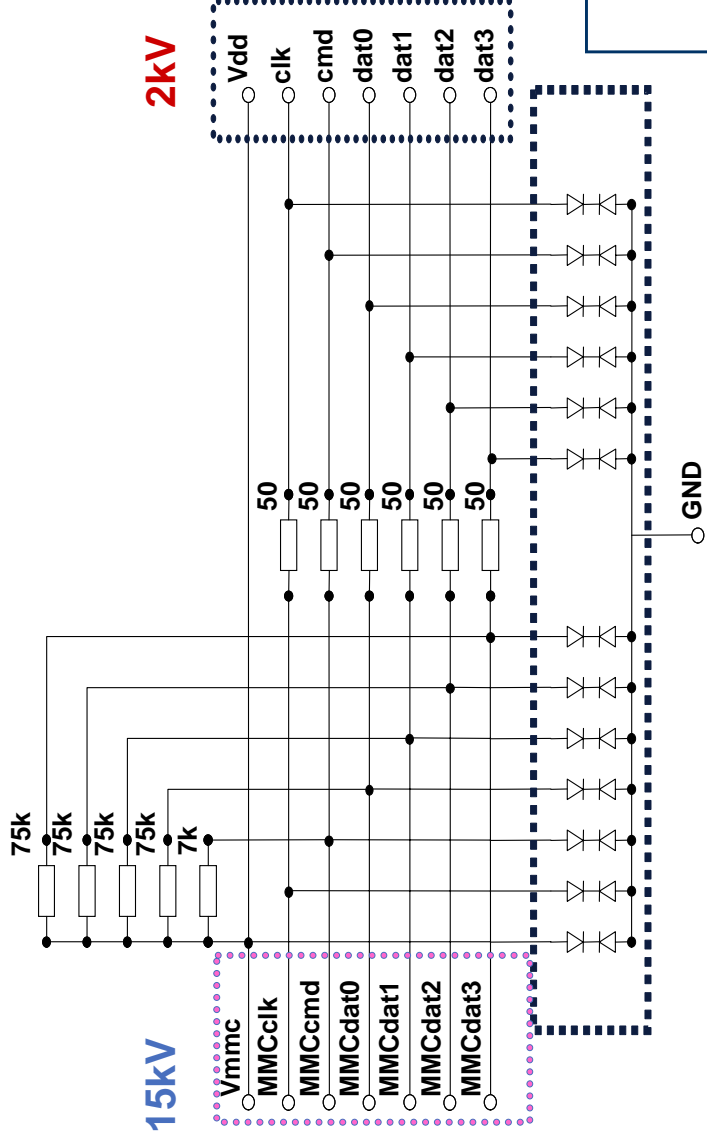 2kV
Vdd
clk
cmd
dat0
dat1
dat2
dat3
50
50
50
50
50
50
GND
75k
75k
75k
75k
7k
15kV
Vmmc
MMCclk
MMCcmd
MMCdat0
MMCdat1
MMCdat2
MMCdat3